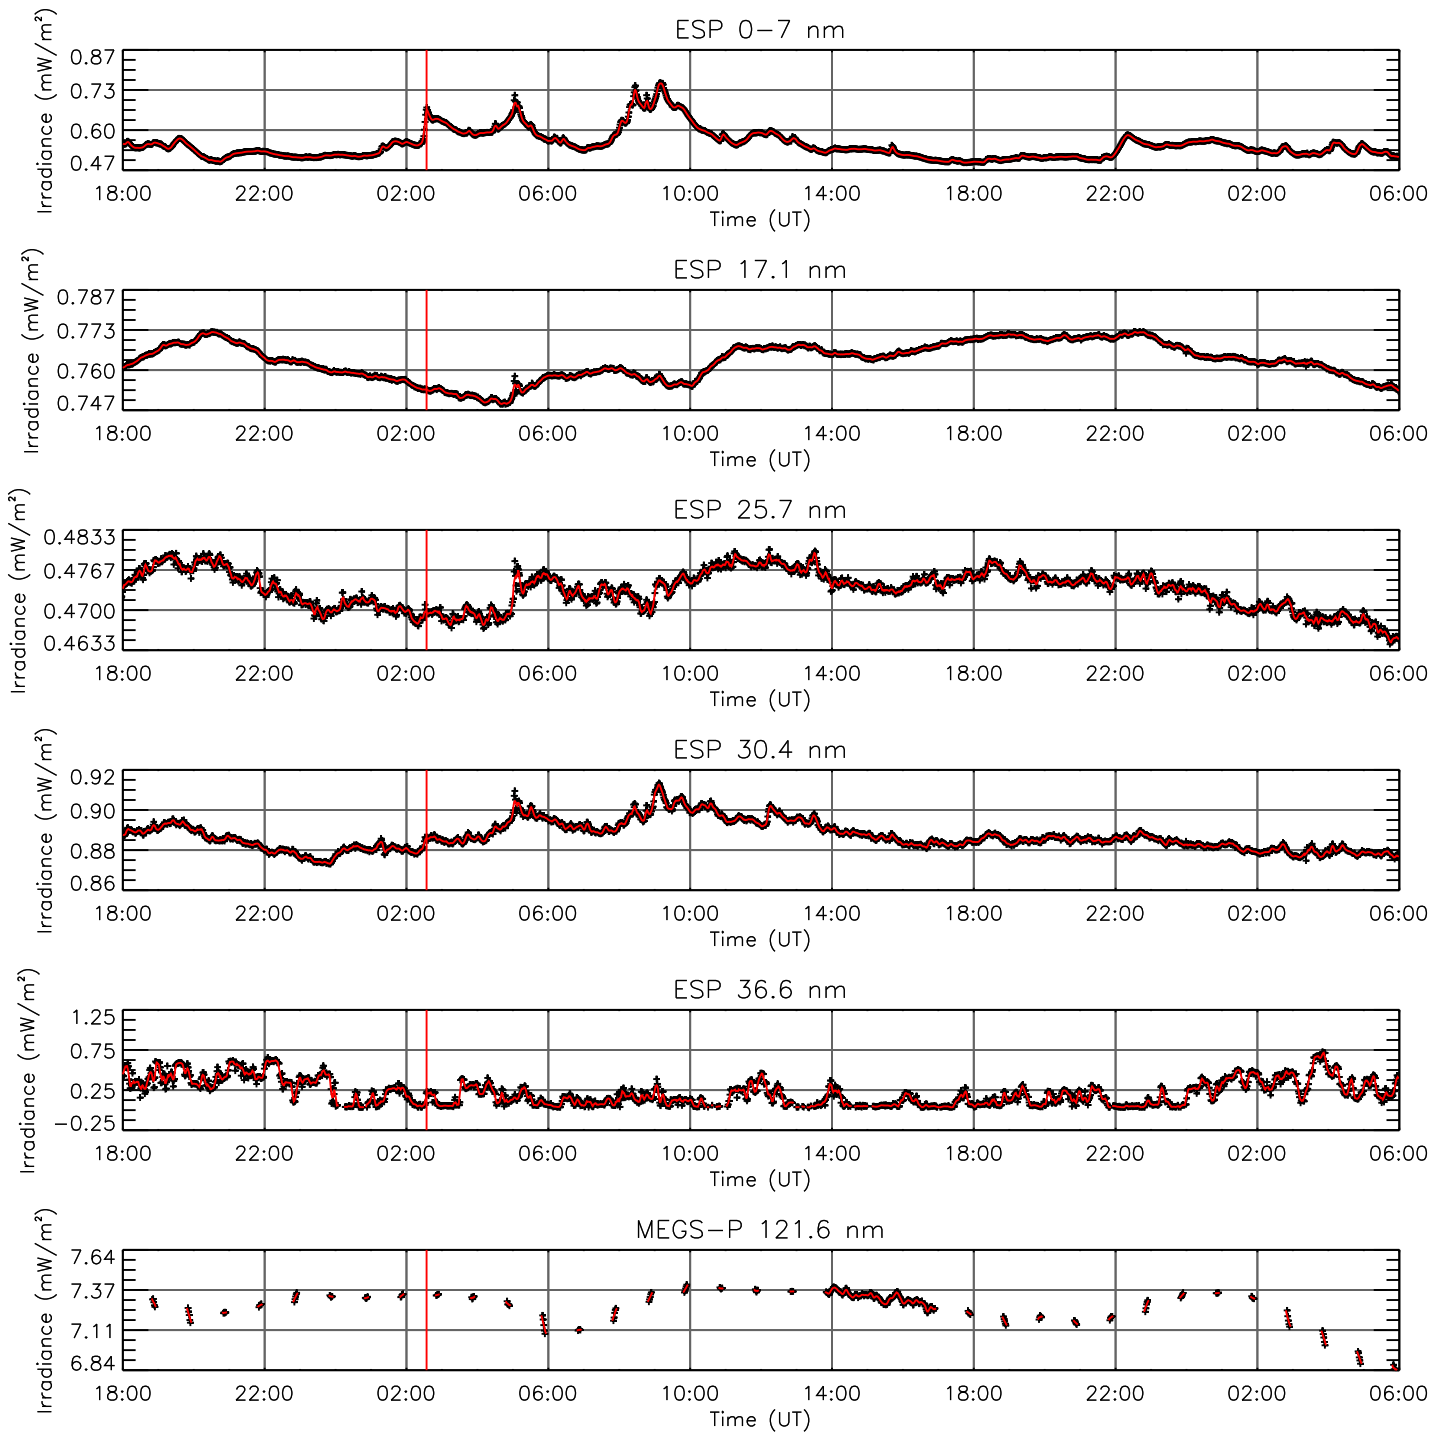 ESP 0−7 nm
Irradiance (mW/m²)
0.87
0.73
0.60
0.47
18:00 22:00 02:00 06:00 10:00 14:00 18:00 22:00 02:00 06:00
Time (UT)
ESP 17.1 nm
Irradiance (mW/m²)
0.787
0.773
0.760
0.747
18:00 22:00 02:00 06:00 10:00 14:00 18:00 22:00 02:00 06:00
Time (UT)
ESP 25.7 nm
Irradiance (mW/m²)
0.4833
0.4767
0.4700
0.4633
18:00 22:00 02:00 06:00 10:00 14:00 18:00 22:00 02:00 06:00
Time (UT)
ESP 30.4 nm
Irradiance (mW/m²)
0.92
0.90
0.88
0.86
18:00 22:00 02:00 06:00 10:00 14:00 18:00 22:00 02:00 06:00
Time (UT)
ESP 36.6 nm
Irradiance (mW/m²)
1.25
0.75
0.25
−0.25
18:00 22:00 02:00 06:00 10:00 14:00 18:00 22:00 02:00 06:00
Time (UT)
MEGS−P 121.6 nm
Irradiance (mW/m²)
7.64
7.37
7.11
6.84
18:00 22:00 02:00 06:00 10:00 14:00 18:00 22:00 02:00 06:00
Time (UT)